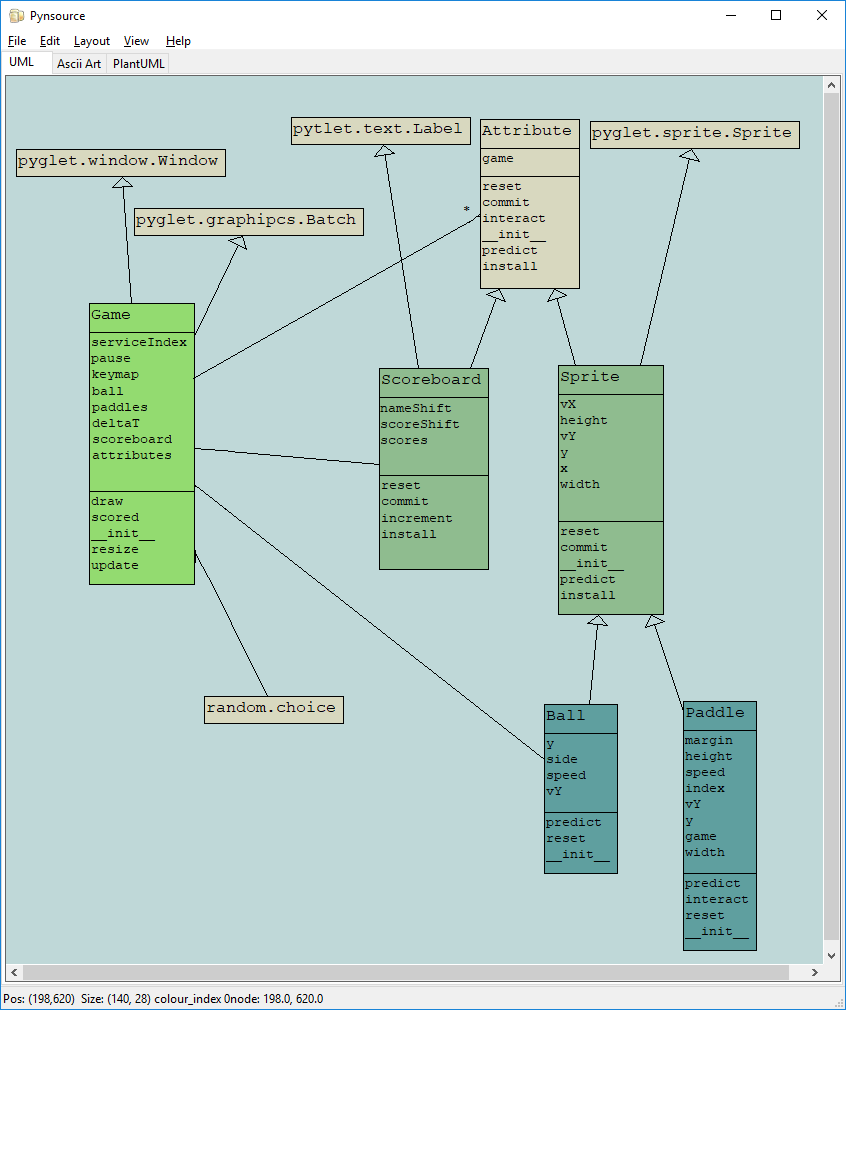 Pynsource
File Edit Layout View Help
UML Ascii Art PlantUML
pyglet.window.Window
pyglet.graphipcs.Batch
pytlet.text.Label
Attribute
game
reset
commit
interact
__init__
predict
install
pyglet.sprite.Sprite
*
Game
serviceIndex
pause
keymap
ball
paddles
deltaT
scoreboard
attributes
draw
scored
__init__
resize
update
Scoreboard
nameShift
scoreShift
scores
reset
commit
increment
install
Sprite
vX
height
vY
y
x
width
reset
commit
__init__
predict
install
random.choice
Ball
y
side
speed
vY
predict
reset
__init__
Paddle
margin
height
speed
index
vY
y
game
width
predict
interact
reset
__init__
Pos: (198,620) Size: (140, 28) colour_index 0node: 198.0, 620.0